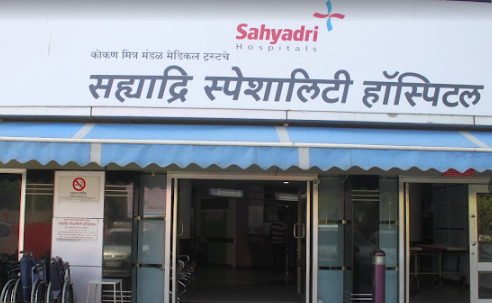 Sahyadri
Hospitals
कोकण मित्र मंडळ मेडिकल ट्रस्टचे
सह्याद्रि स्पेशालिटी हॉस्पिटल